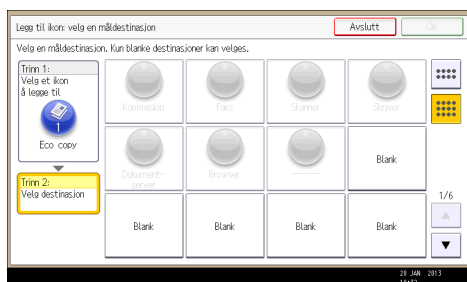 Legg til ikon: velg en måldestinasjon
Avslutt
OK
Velg en måldestinasjon. Kun blanke destinasjoner kan velges.
Trinn 1:
Velg et ikon
å legge til
1
Eco copy
Trinn 2:
Velg destinasjon
Kopimaskin
Faks
Skanner
Skriver
Dokument-
server
Browser
Blank
Blank
Blank
Blank
Blank
1/6
28 JAN 2013